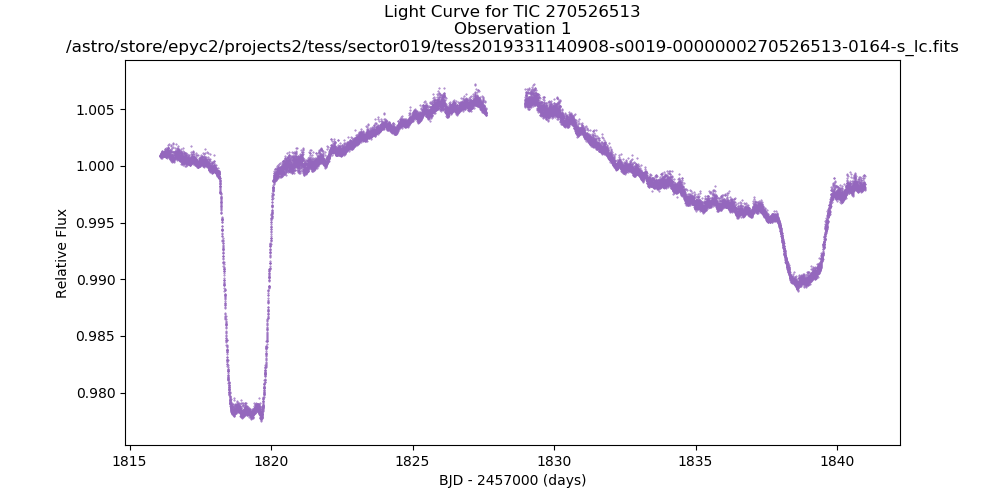 Light Curve for TIC 270526513
Observation 1
/astro/store/epyc2/projects2/tess/sector019/tess2019331140908-s0019-0000000270526513-0164-s_lc.fits
1.005
1.000
0.995
0.990
0.985
0.980
Relative Flux
1815 1820 1825 1830 1835 1840
BJD - 2457000 (days)